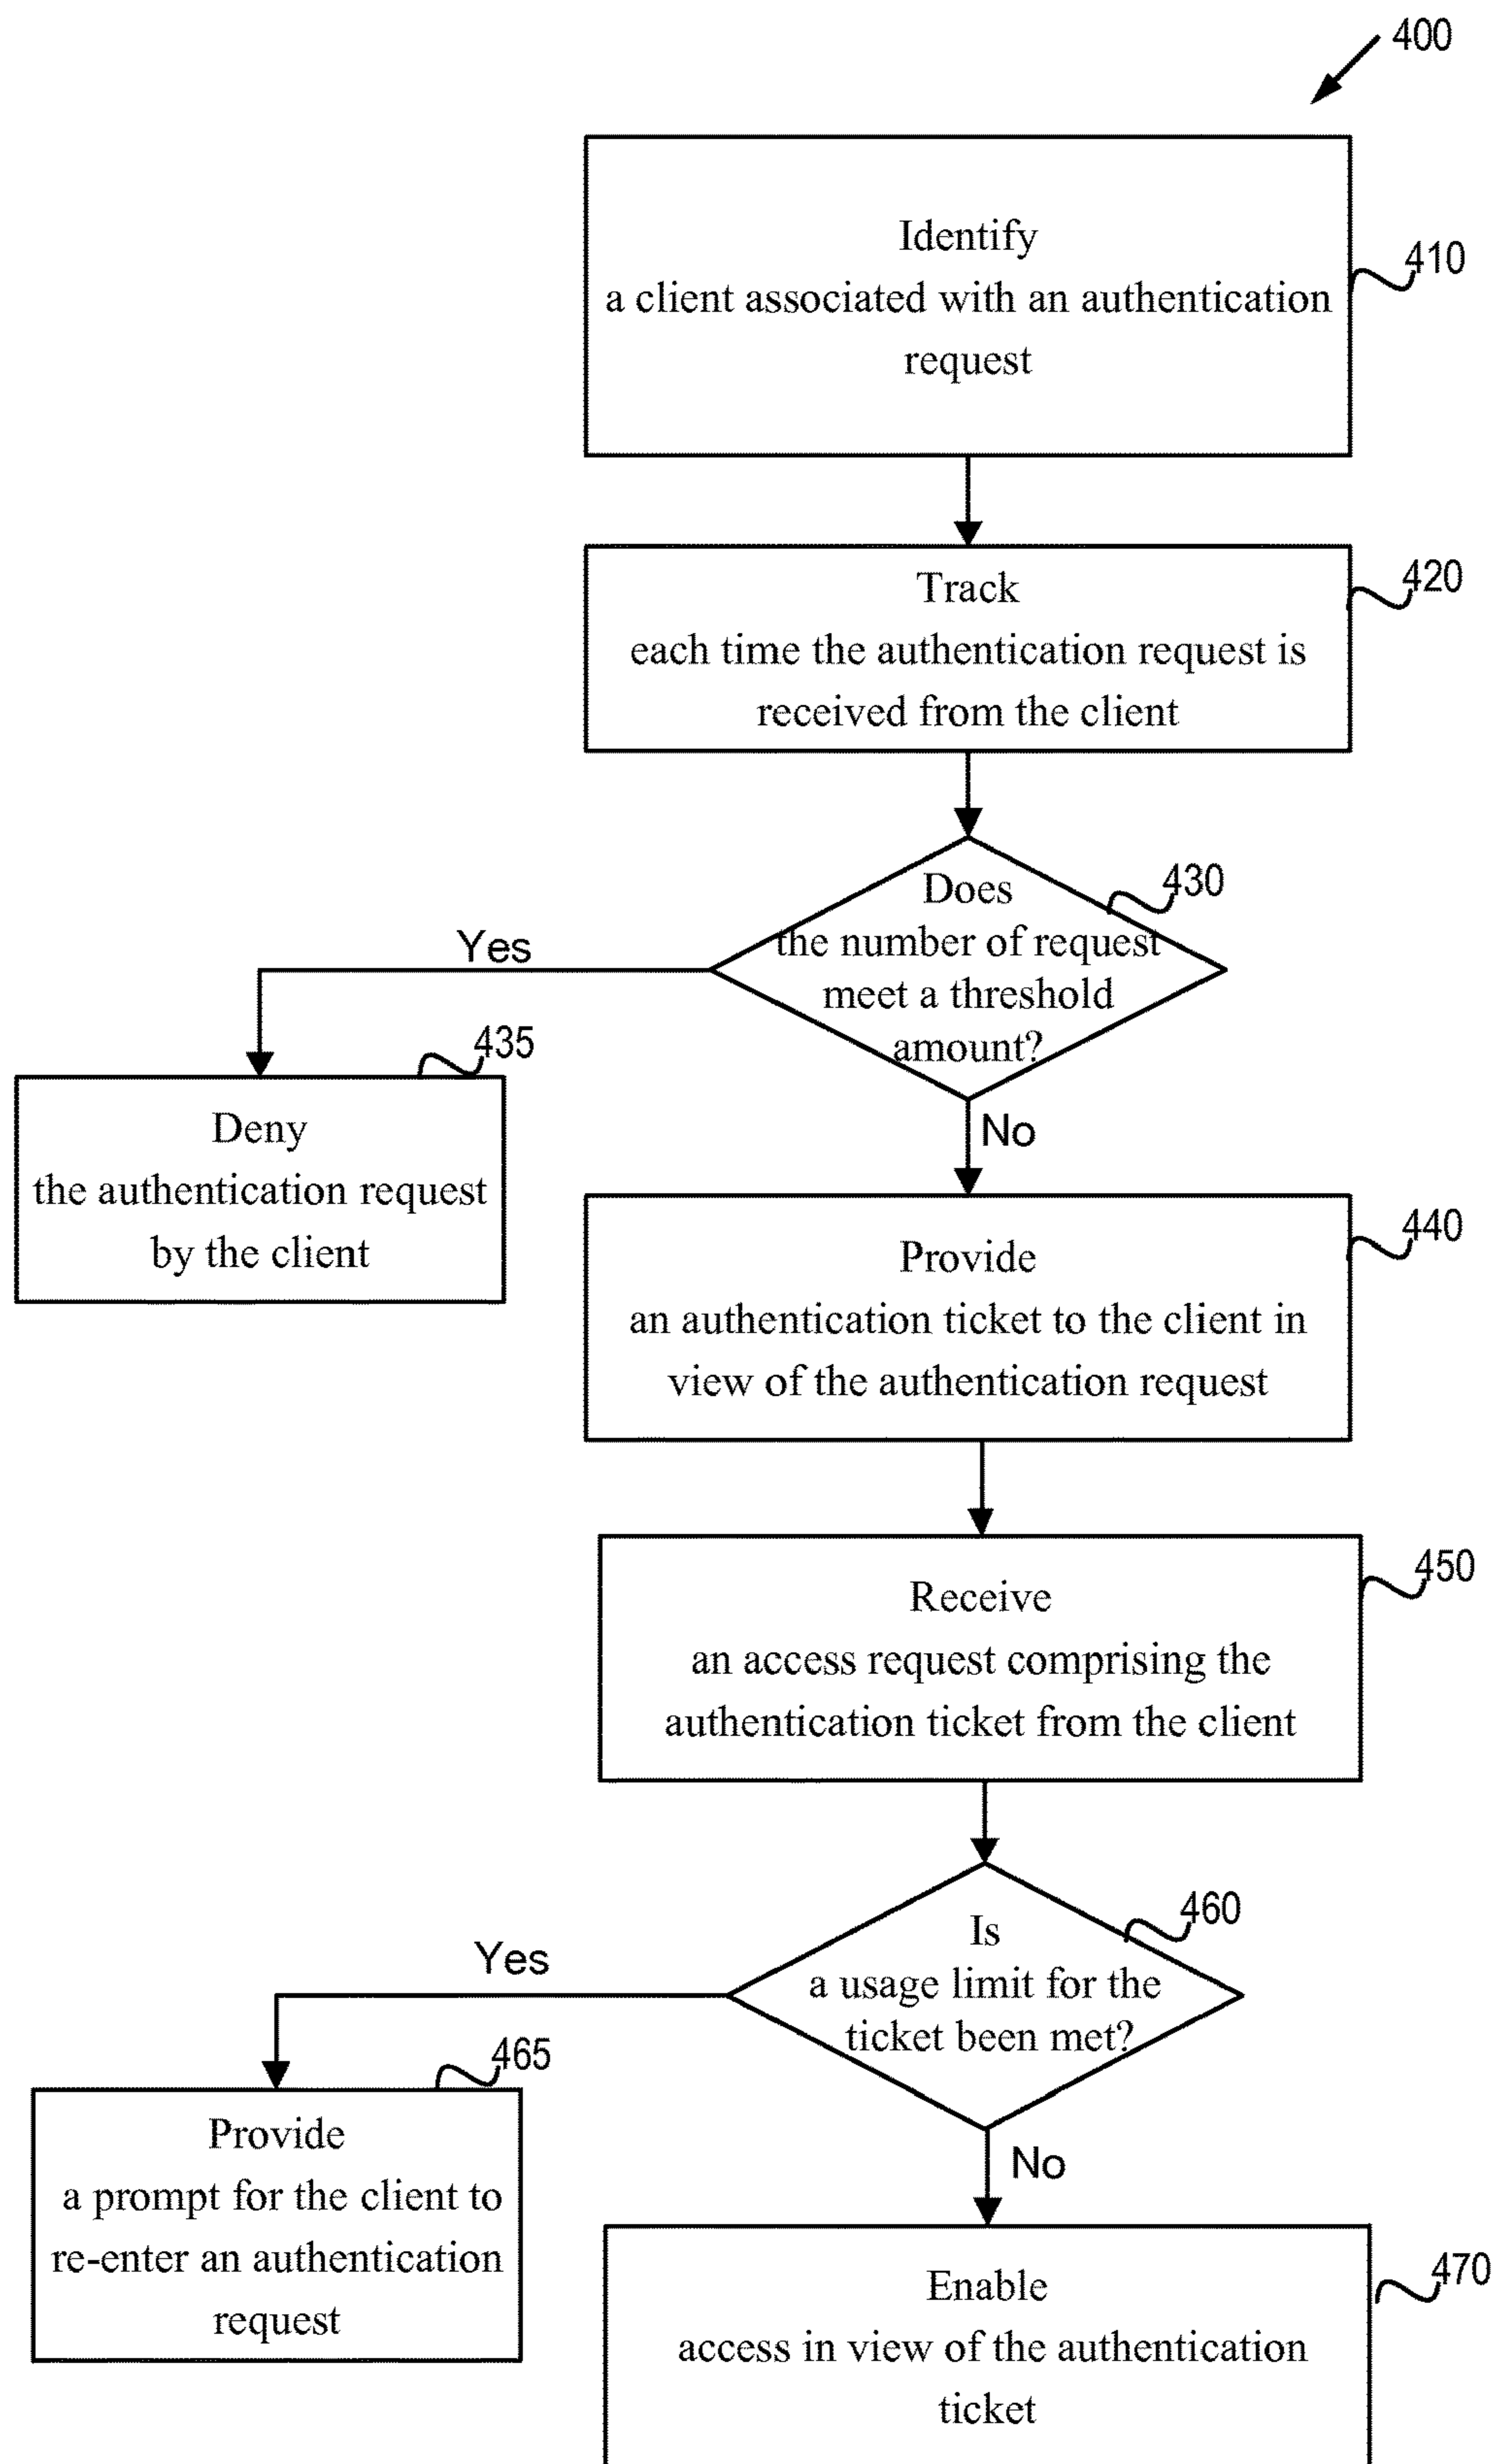 400
Identify
a client associated with an authentication
request
410
Track
each time the authentication request is
received from the client
420
Does
the number of request
meet a threshold
amount?
430
Yes
435
Deny
the authentication request
by the client
No
Provide
an authentication ticket to the client in
view of the authentication request
440
Receive
an access request comprising the
authentication ticket from the client
450
Is
a usage limit for the
ticket been met?
460
Yes
465
Provide
a prompt for the client to
re-enter an authentication
request
No
Enable
access in view of the authentication
ticket
470